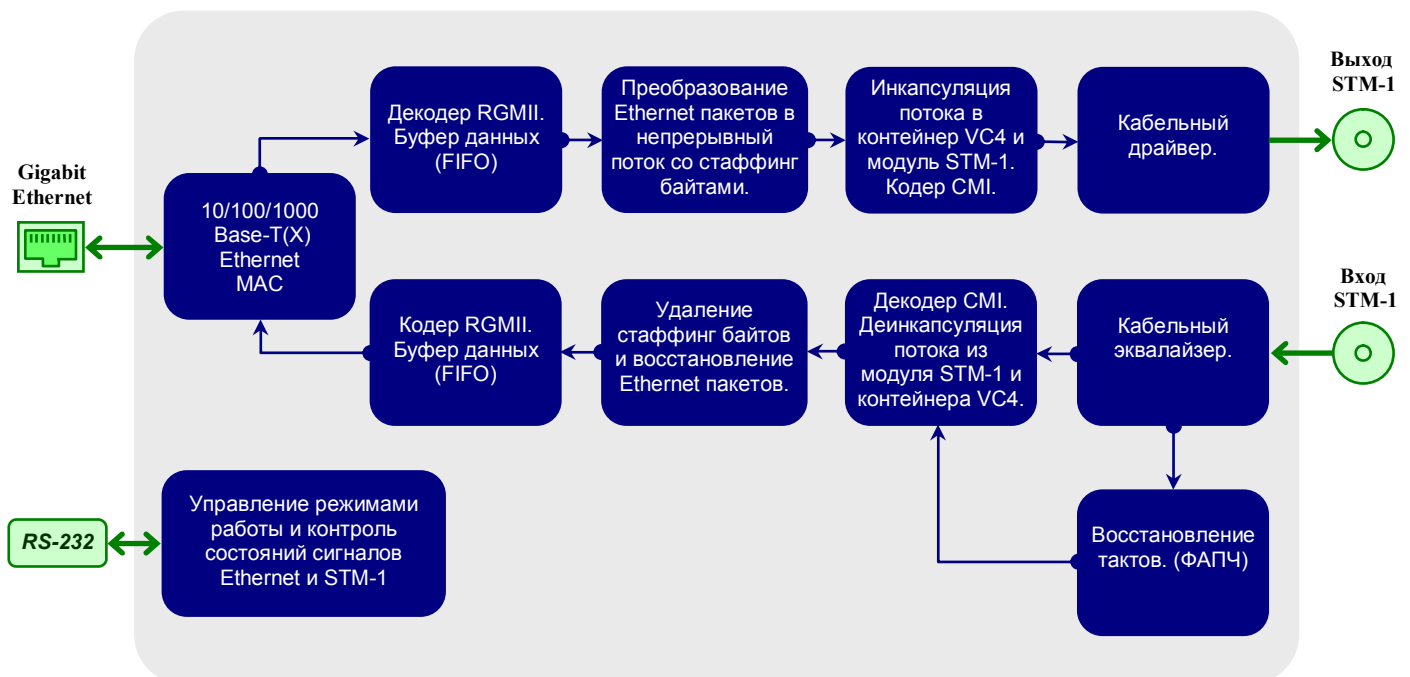 Выход
STM-1
Декодер RGMII.
Буфер данных
(FIFO)
Преобразование
Ethernet пакетов в
непрерывный
поток со стаффинг
байтами.
Инкапсуляция
потока в
контейнер VC4 и
модуль STM-1.
Кодер CMI.
Кабельный
драйвер.
Gigabit
Ethernet
10/100/1000
Base-T(X)
Ethernet
MAC
Вход
STM-1
Кодер RGMII.
Буфер данных
(FIFO)
Удаление
стаффинг байтов
и восстановление
Ethernet пакетов.
Декодер CMI.
Деинкапсуляция
потока из
модуля STM-1 и
контейнера VC4.
Кабельный
эквалайзер.
RS-232
Управление режимами
работы и контроль
состояний сигналов
Ethernet и STM-1
Восстановление
тактов. (ФАПЧ)